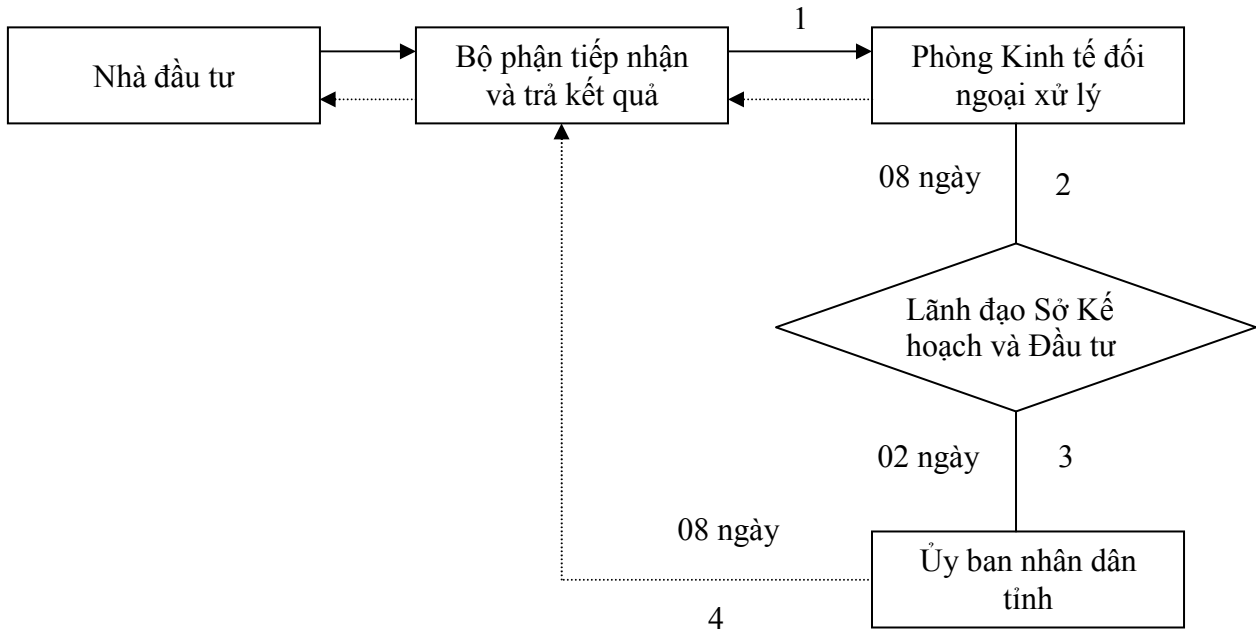 1
Nhà đầu tư
Bộ phận tiếp nhận
và trả kết quả
Phòng Kinh tế đối
ngoại xử lý
08 ngày
2
Lãnh đạo Sở Kế
hoạch và Đầu tư
02 ngày
3
08 ngày
Ủy ban nhân dân
tỉnh
4